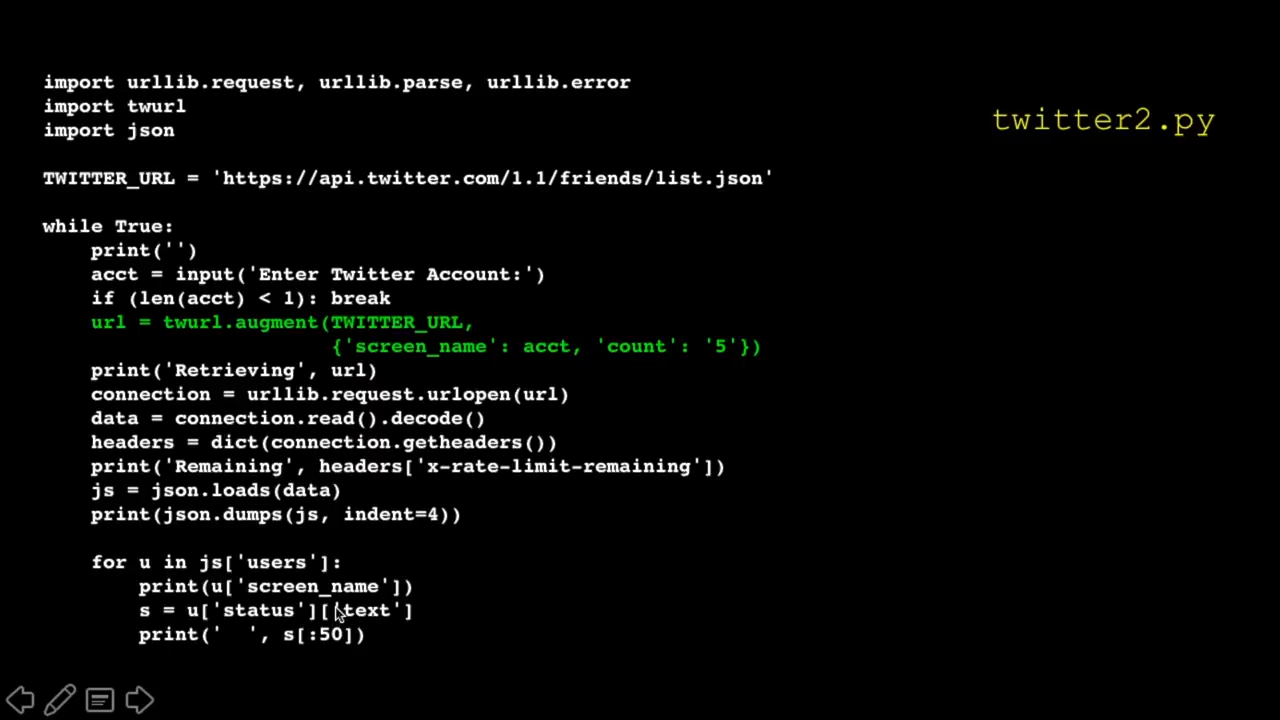 import urllib.request, urllib.parse, urllib.error
import twurl
import json
twitter2.py
TWITTER_URL = 'https://api.twitter.com/1.1/friends/list.json'
while True:
    print('')
    acct = input('Enter Twitter Account:')
    if (len(acct) < 1): break
    url = twurl.augment(TWITTER_URL,
                        {'screen_name': acct, 'count': '5'})
    print('Retrieving', url)
    connection = urllib.request.urlopen(url)
    data = connection.read().decode()
    headers = dict(connection.getheaders())
    print('Remaining', headers['x-rate-limit-remaining'])
    js = json.loads(data)
    print(json.dumps(js, indent=4))
    for u in js['users']:
        print(u['screen_name'])
        s = u['status']['text']
        print('  ', s[:50])